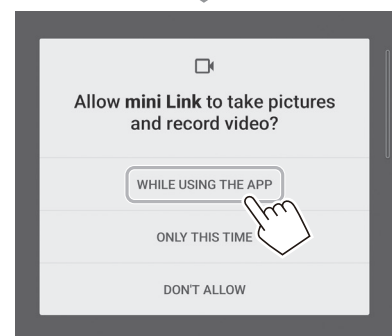 Allow mini Link to take pictures
and record video?
WHILE USING THE APP
ONLY THIS TIME
DON'T ALLOW